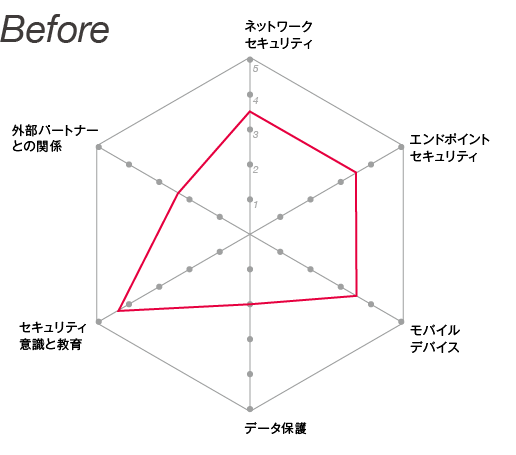 Before
ネットワーク
セキュリティ
5
4
3
2
1
外部パートナー
との関係
エンドポイント
セキュリティ
セキュリティ
意識と教育
モバイル
デバイス
データ保護